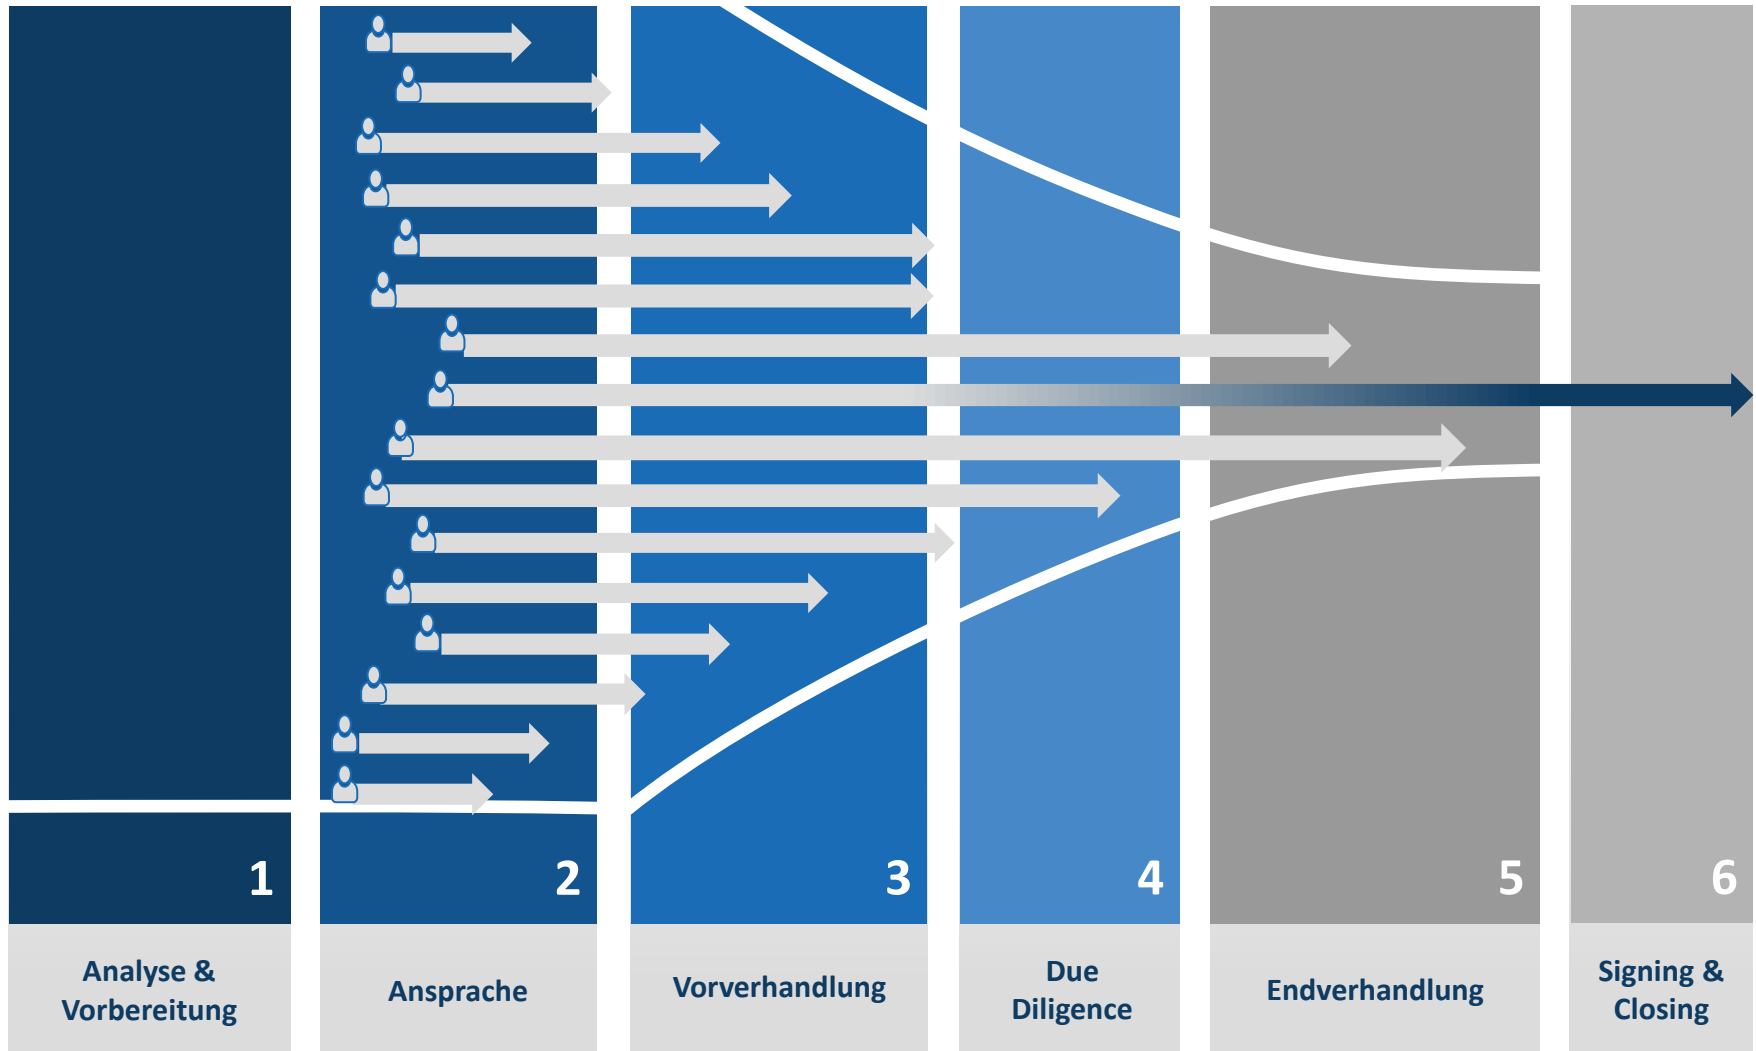 1
2
3
4
5
6
Analyse &
Vorbereitung
Ansprache
Vorverhandlung
Due
Diligence
Endverhandlung
Signing &
Closing